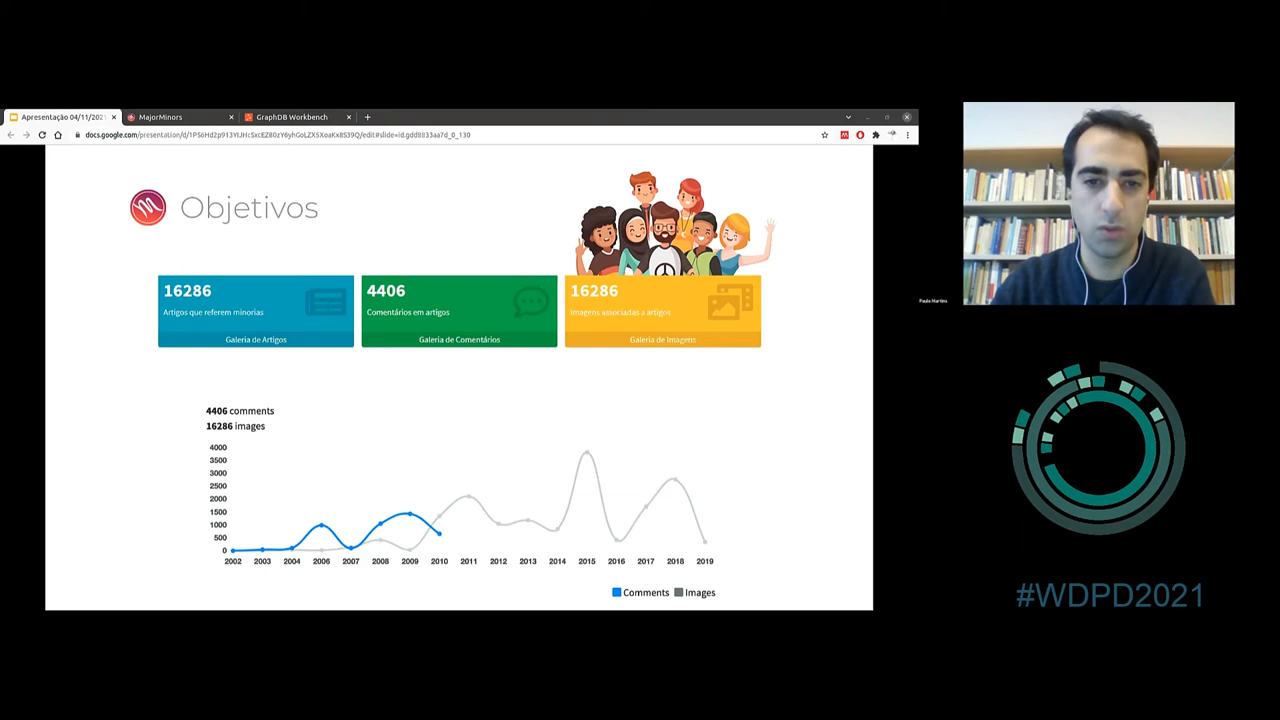 Apresentação 04/11/2021
MajorMinors
GraphDB Workbench
Objetivos
16286
Artigos que referem minorias
Galeria de Artigos
4406
Comentários em artigos
Galeria de Comentários
16286
Imagens associadas a artigos
Galeria de Imagens
4406 comments
16286 images
4000
3500
3000
2500
2000
1500
1000
500
0
2002 2003 2004 2006 2007 2008 2009 2010 2011 2012 2013 2014 2015 2016 2017 2018 2019
Comments Images
Paulo Martins
#WDPD2021